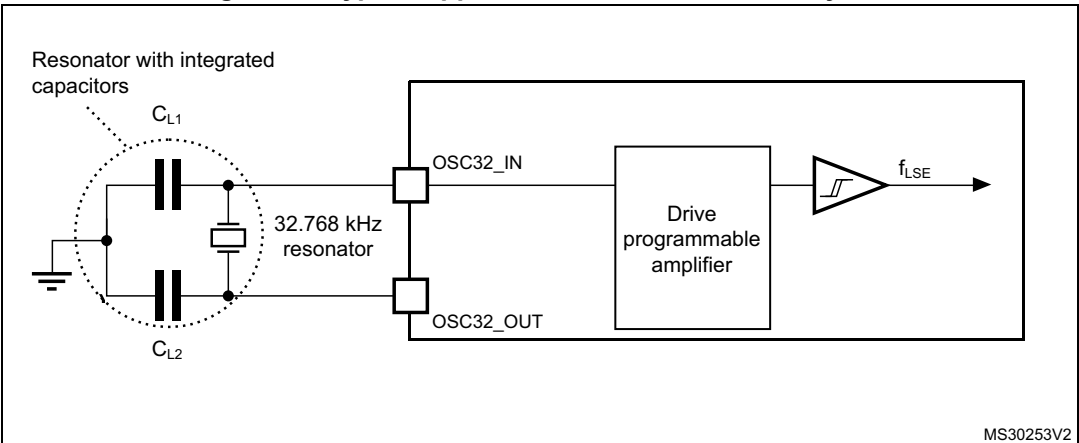 Resonator with integrated
capacitors
CL1
OSC32_IN
fLSE
32.768 kHz
resonator
Drive
programmable
amplifier
OSC32_OUT
CL2
MS30253V2